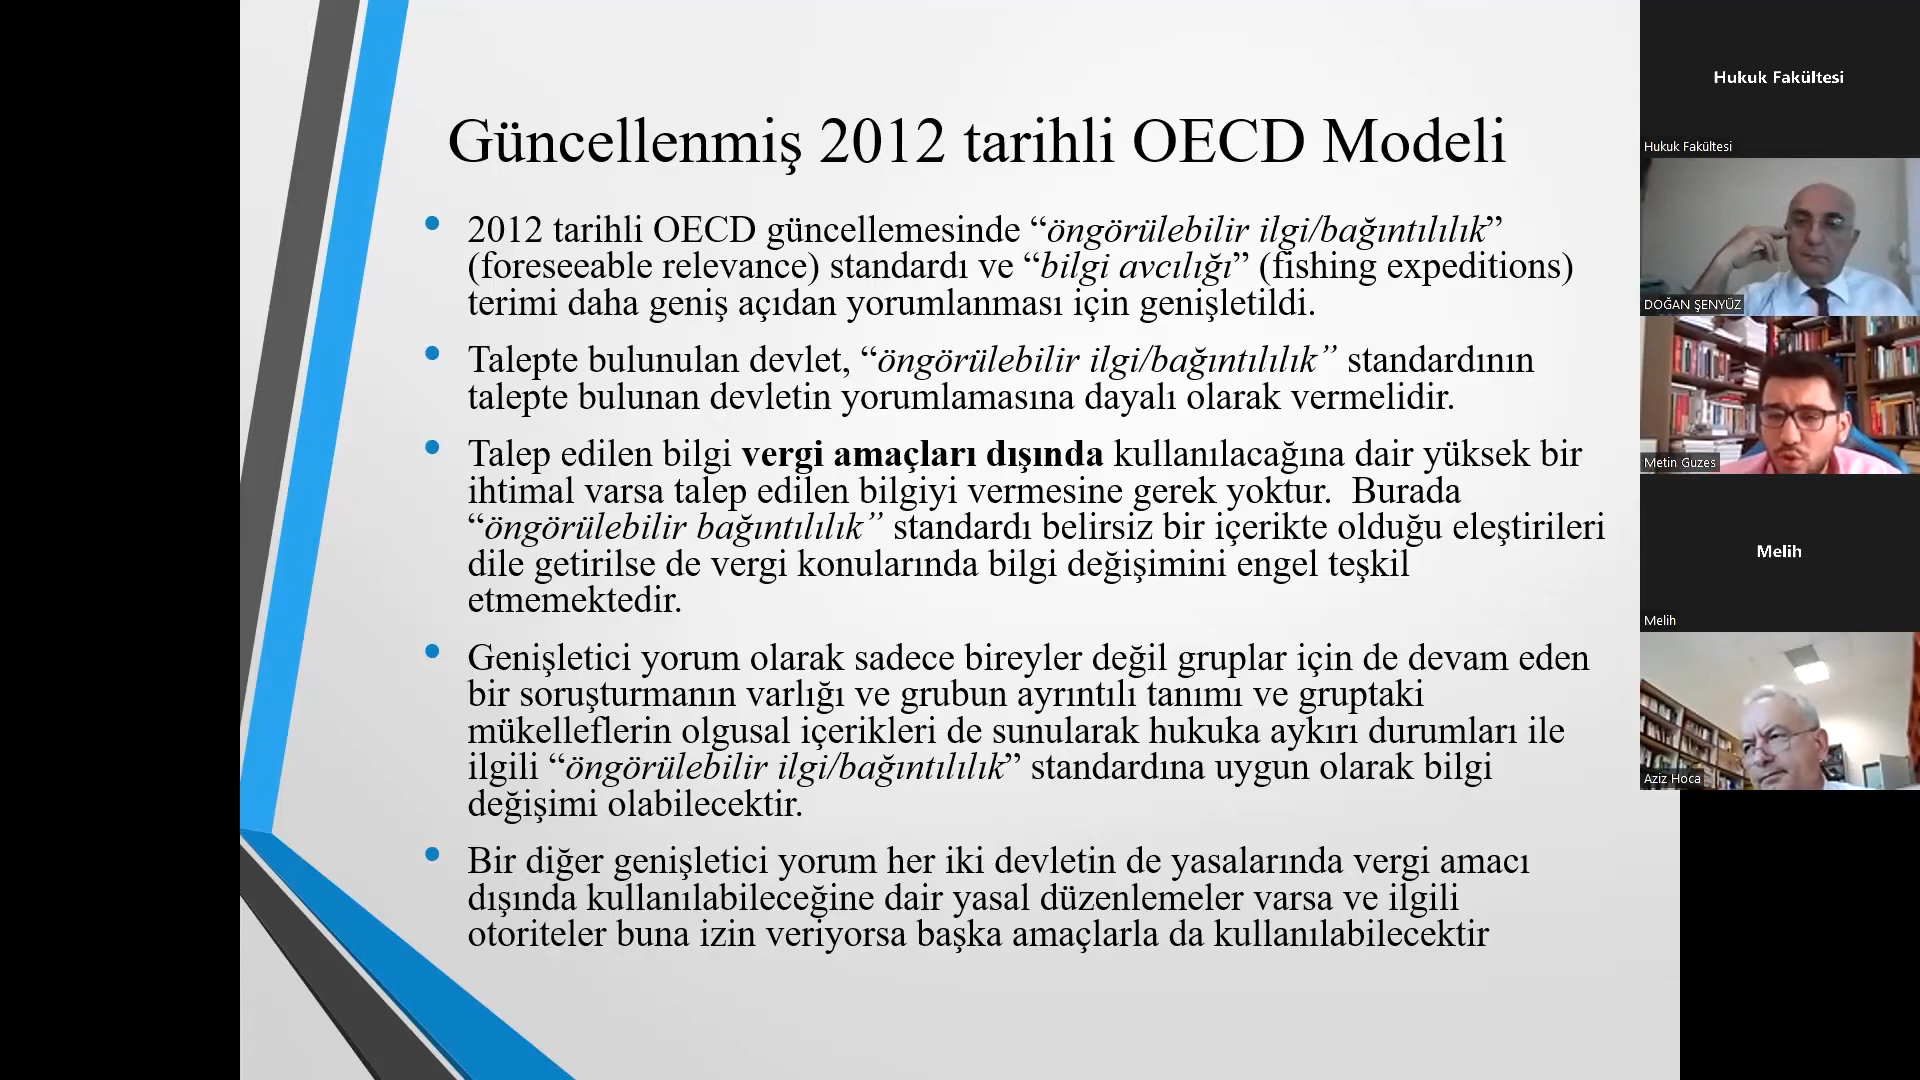 Güncellenmiş 2012 tarihli OECD Modeli
• 2012 tarihli OECD güncellemesinde “öngörülebilir ilgi/bağıntılılık”
(foreseeable relevance) standardı ve “bilgi avcılığı” (fishing expeditions)
terimi daha geniş açıdan yorumlanması için genişletildi.
• Talepte bulunulan devlet, “öngörülebilir ilgi/bağıntılılık” standardının
talepte bulunan devletin yorumlamasına dayalı olarak vermelidir.
• Talep edilen bilgi vergi amaçları dışında kullanılacağına dair yüksek bir
ihtimal varsa talep edilen bilgiyi vermesine gerek yoktur. Burada
“öngörülebilir bağıntılılık” standardı belirsiz bir içerikte olduğu eleştirileri
dile getirilse de vergi konularında bilgi değişimini engel teşkil
etmemektedir.
• Genişletici yorum olarak sadece bireyler değil gruplar için de devam eden
bir soruşturmanın varlığı ve grubun ayrıntılı tanımı ve gruptaki
mükelleflerin olgusal içerikleri de sunularak hukuka aykırı durumları ile
ilgili “öngörülebilir ilgi/bağıntılılık” standardına uygun olarak bilgi
değişimi olabilecektir.
• Bir diğer genişletici yorum her iki devletin de yasalarında vergi amacı
dışında kullanılabileceğine dair yasal düzenlemeler varsa ve ilgili
otoriteler buna izin veriyorsa başka amaçlarla da kullanılabilecektir
Hukuk Fakültesi
Hukuk Fakültesi
DOĞAN ŞENYÜZ
Metin Guzes
Melih
Melih
Aziz Hoca